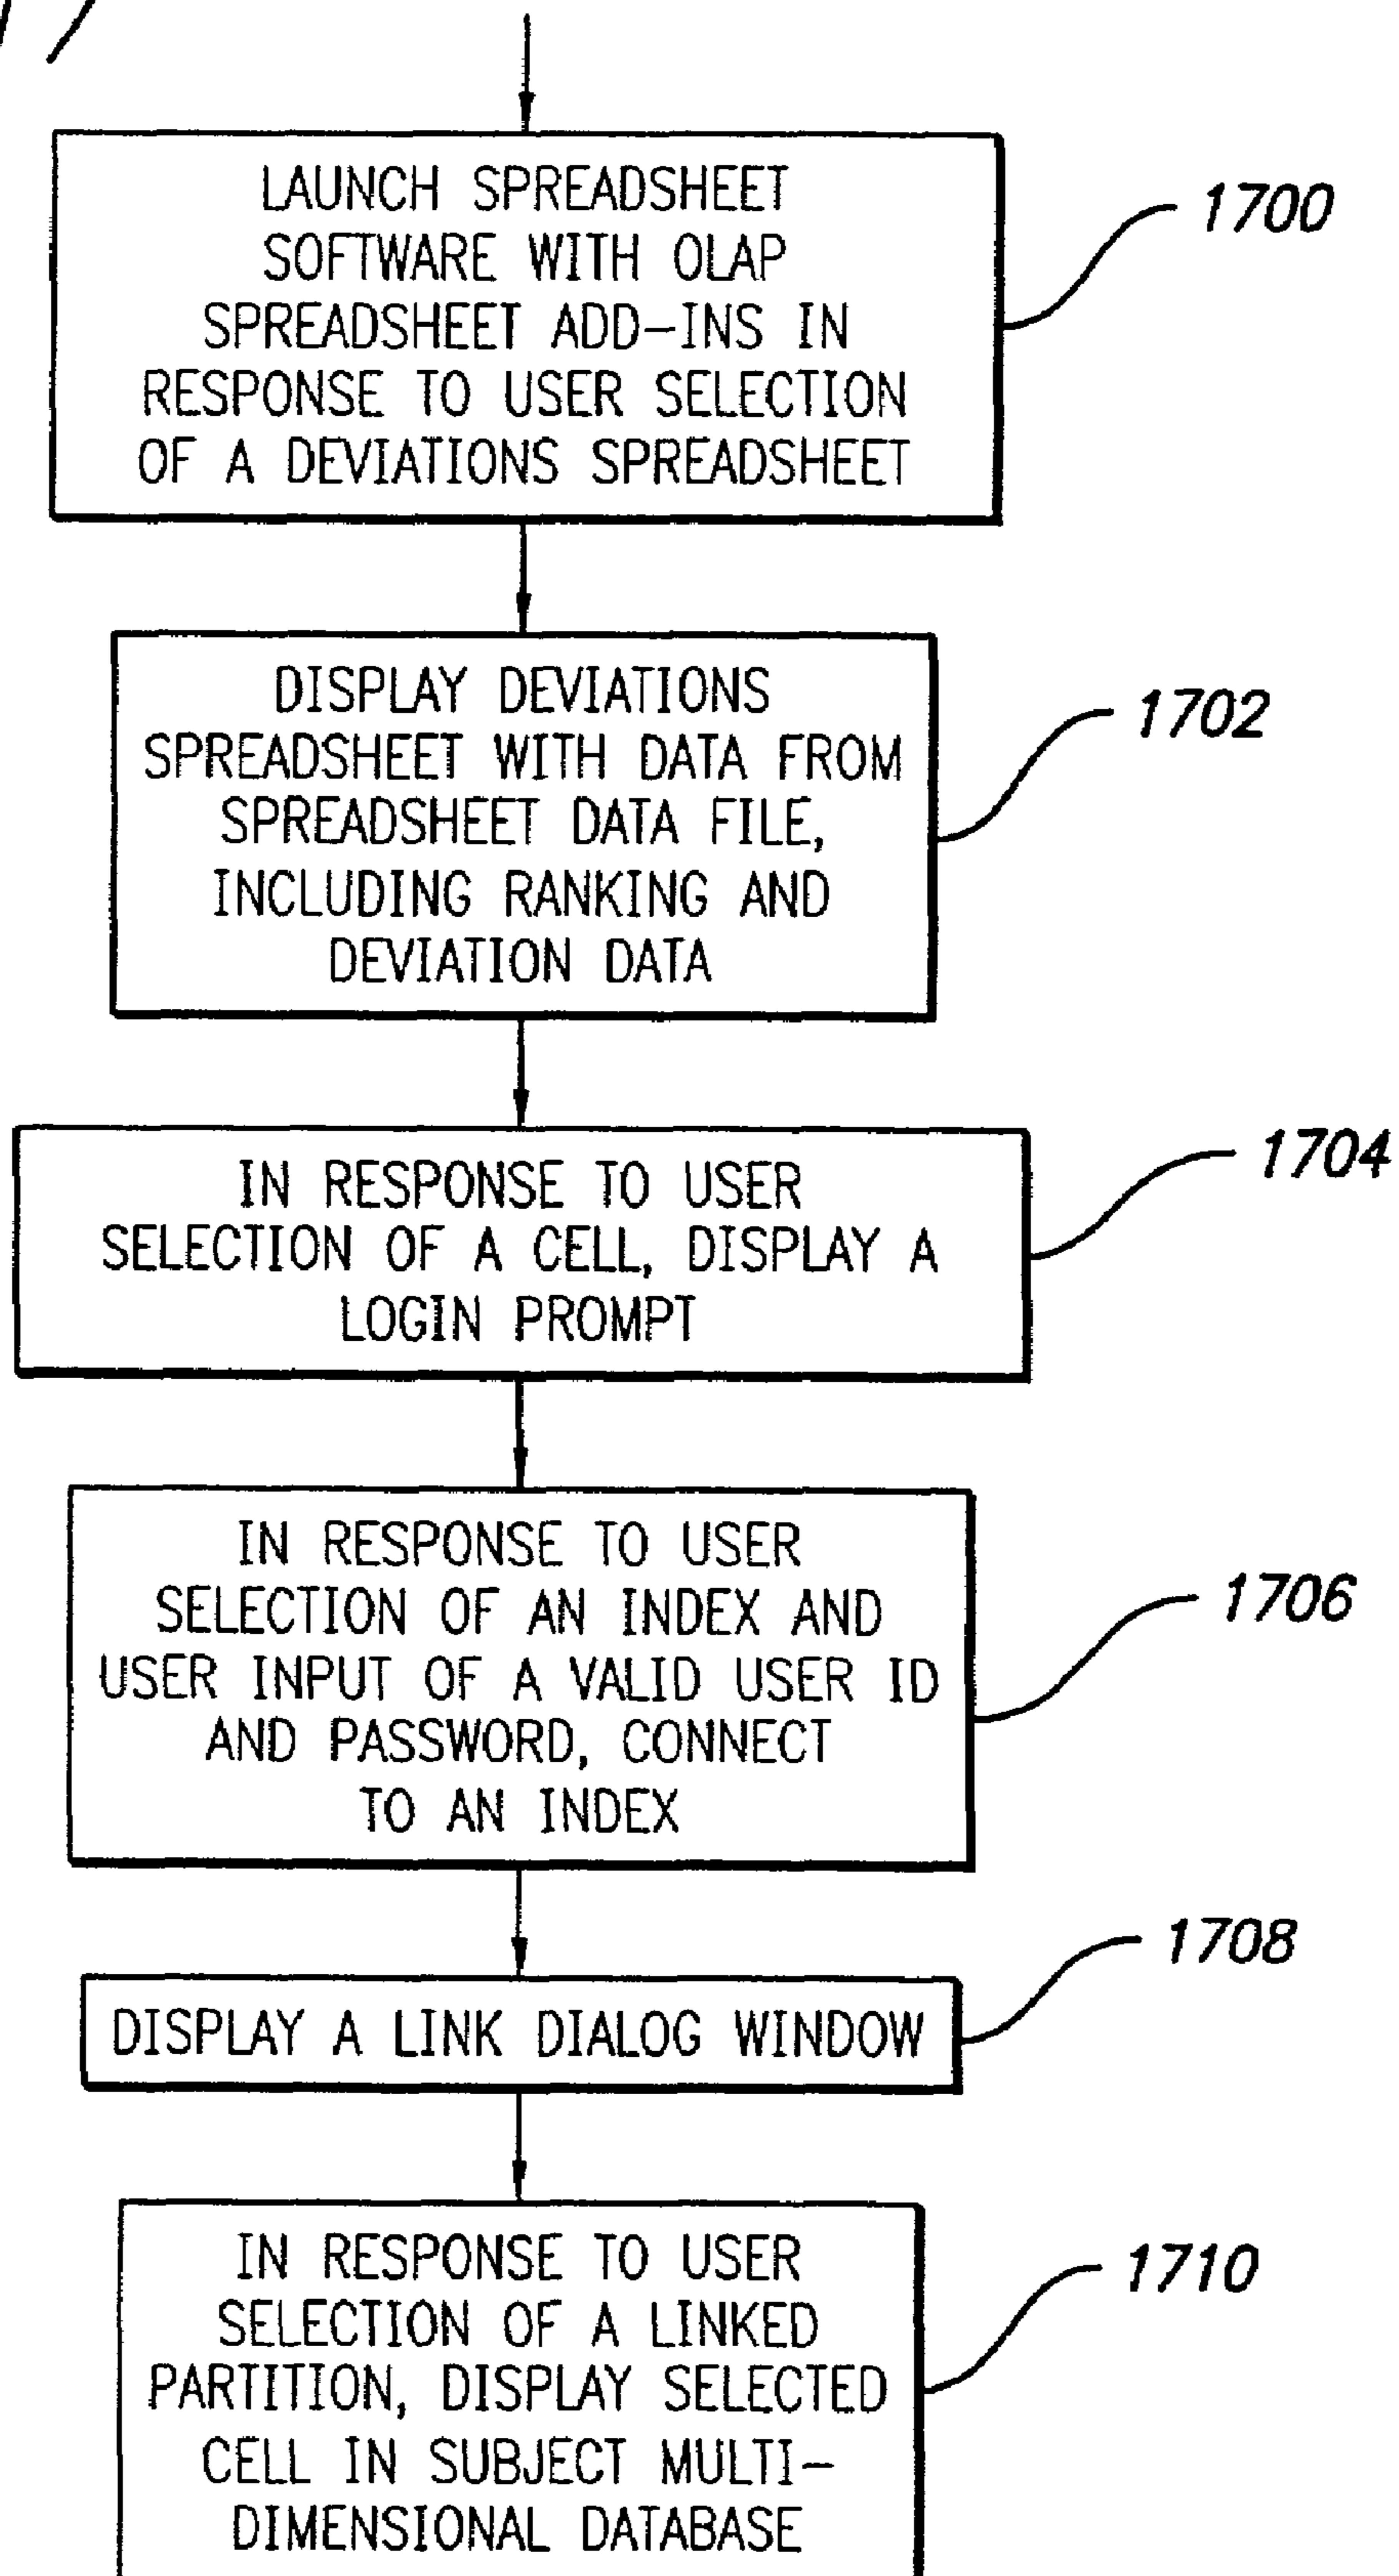 LAUNCH SPREADSHEET
SOFTWARE WITH OLAP
SPREADSHEET ADD-INS IN
RESPONSE TO USER SELECTION
OF A DEVIATIONS SPREADSHEET
1700
DISPLAY DEVIATIONS
SPREADSHEET WITH DATA FROM
SPREADSHEET DATA FILE,
INCLUDING RANKING AND
DEVIATION DATA
1702
IN RESPONSE TO USER
SELECTION OF A CELL, DISPLAY A
LOGIN PROMPT
1704
IN RESPONSE TO USER
SELECTION OF AN INDEX AND
USER INPUT OF A VALID USER ID
AND PASSWORD, CONNECT
TO AN INDEX
1706
DISPLAY A LINK DIALOG WINDOW
1708
IN RESPONSE TO USER
SELECTION OF A LINKED
PARTITION, DISPLAY SELECTED
CELL IN SUBJECT MULTI-
DIMENSIONAL DATABASE
1710